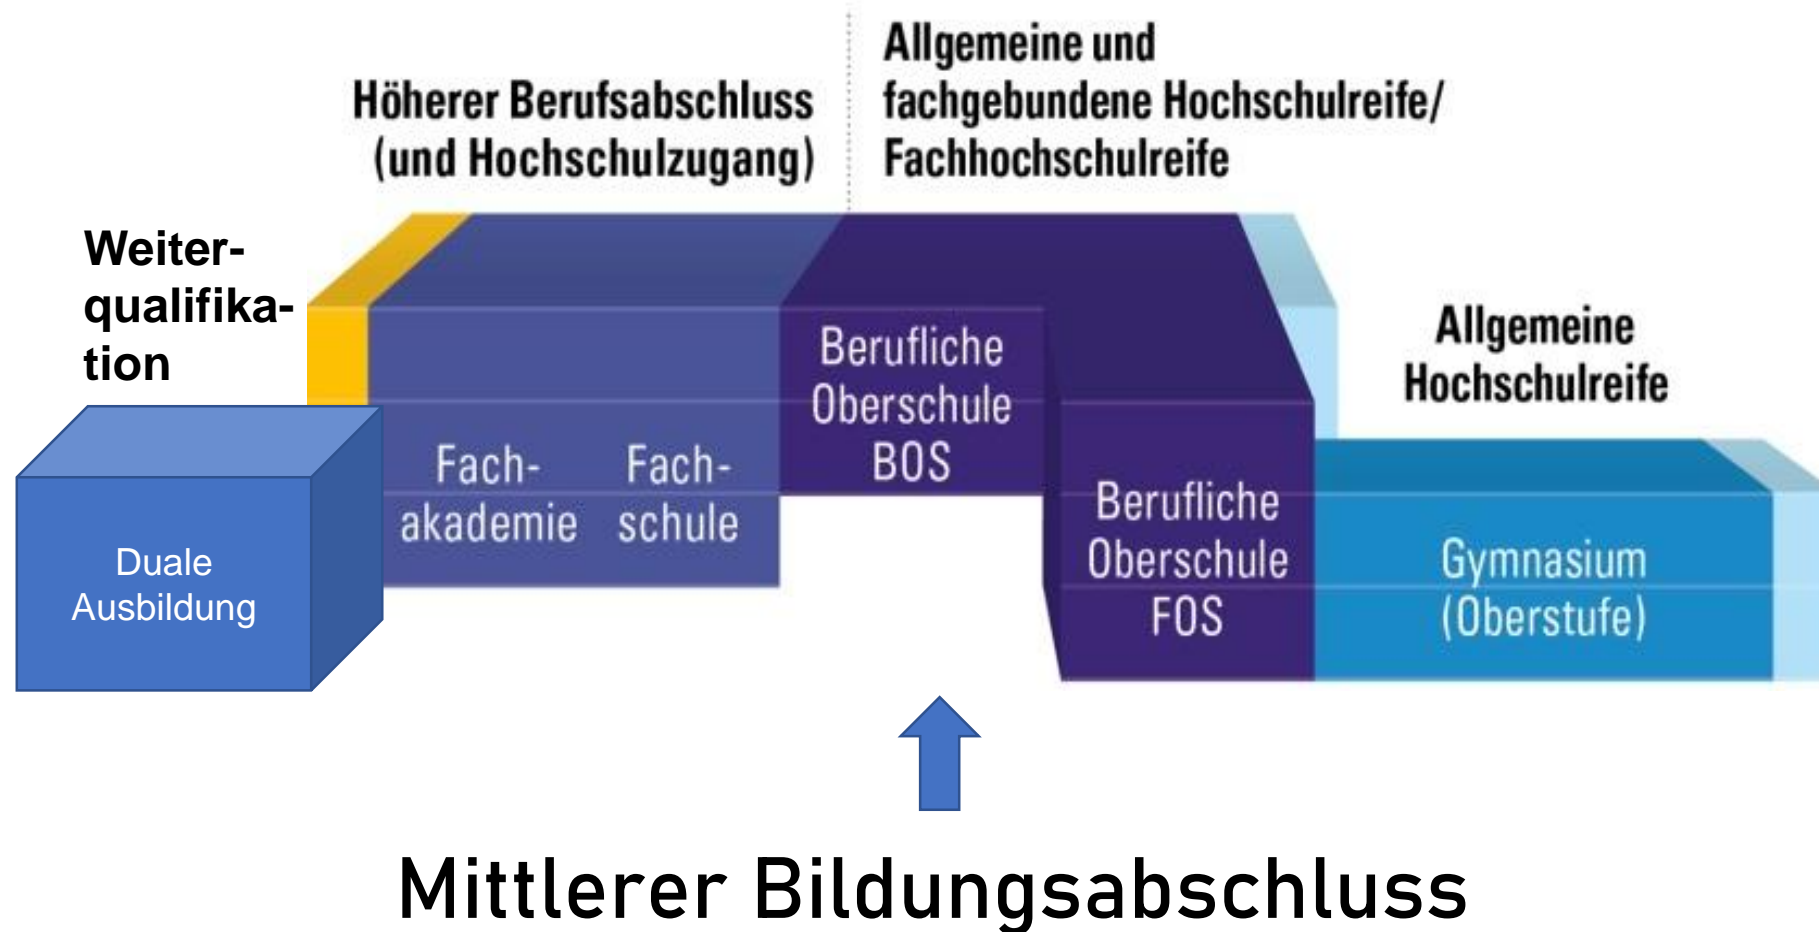 Höherer Berufsabschluss
(und Hochschulzugang)
Allgemeine und
fachgebundene Hochschulreife/
Fachhochschulreife
Weiter-
qualifika-
tion
Allgemeine
Hochschulreife
Duale
Ausbildung
Fach-
akademie
Fach-
schule
Berufliche
Oberschule
BOS
Berufliche
Oberschule
FOS
Gymnasium
(Oberstufe)
Mittlerer Bildungsabschluss